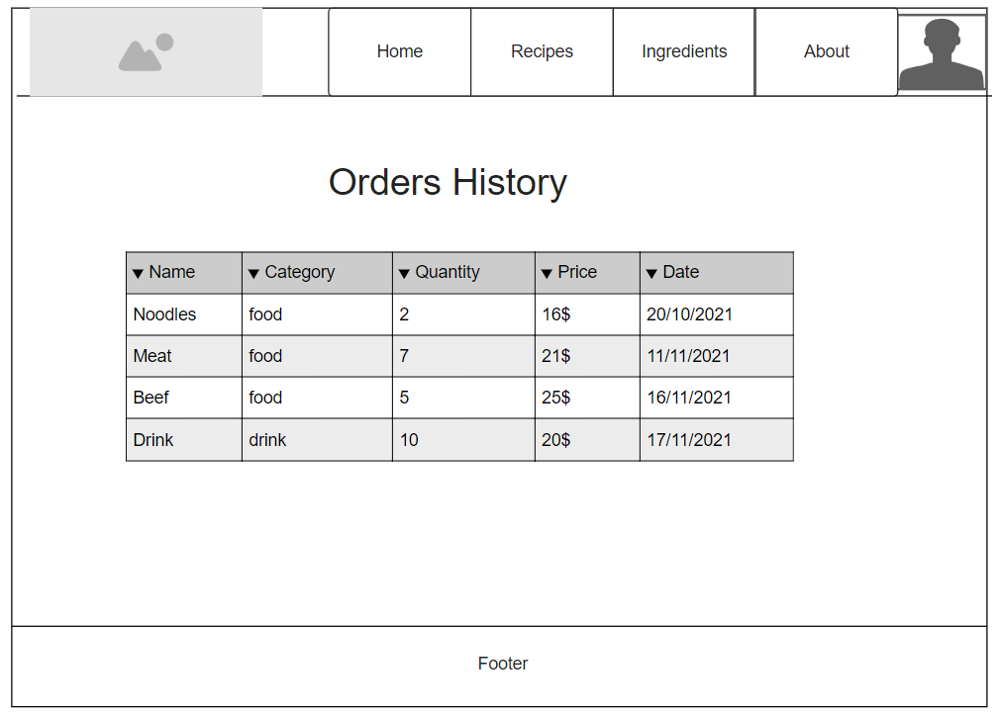 Home Recipes Ingredients About
Orders History
Name Category Quantity Price Date
Noodles food 2 16$ 20/10/2021
Meat food 7 21$ 11/11/2021
Beef food 5 25$ 16/11/2021
Drink drink 10 20$ 17/11/2021
Footer